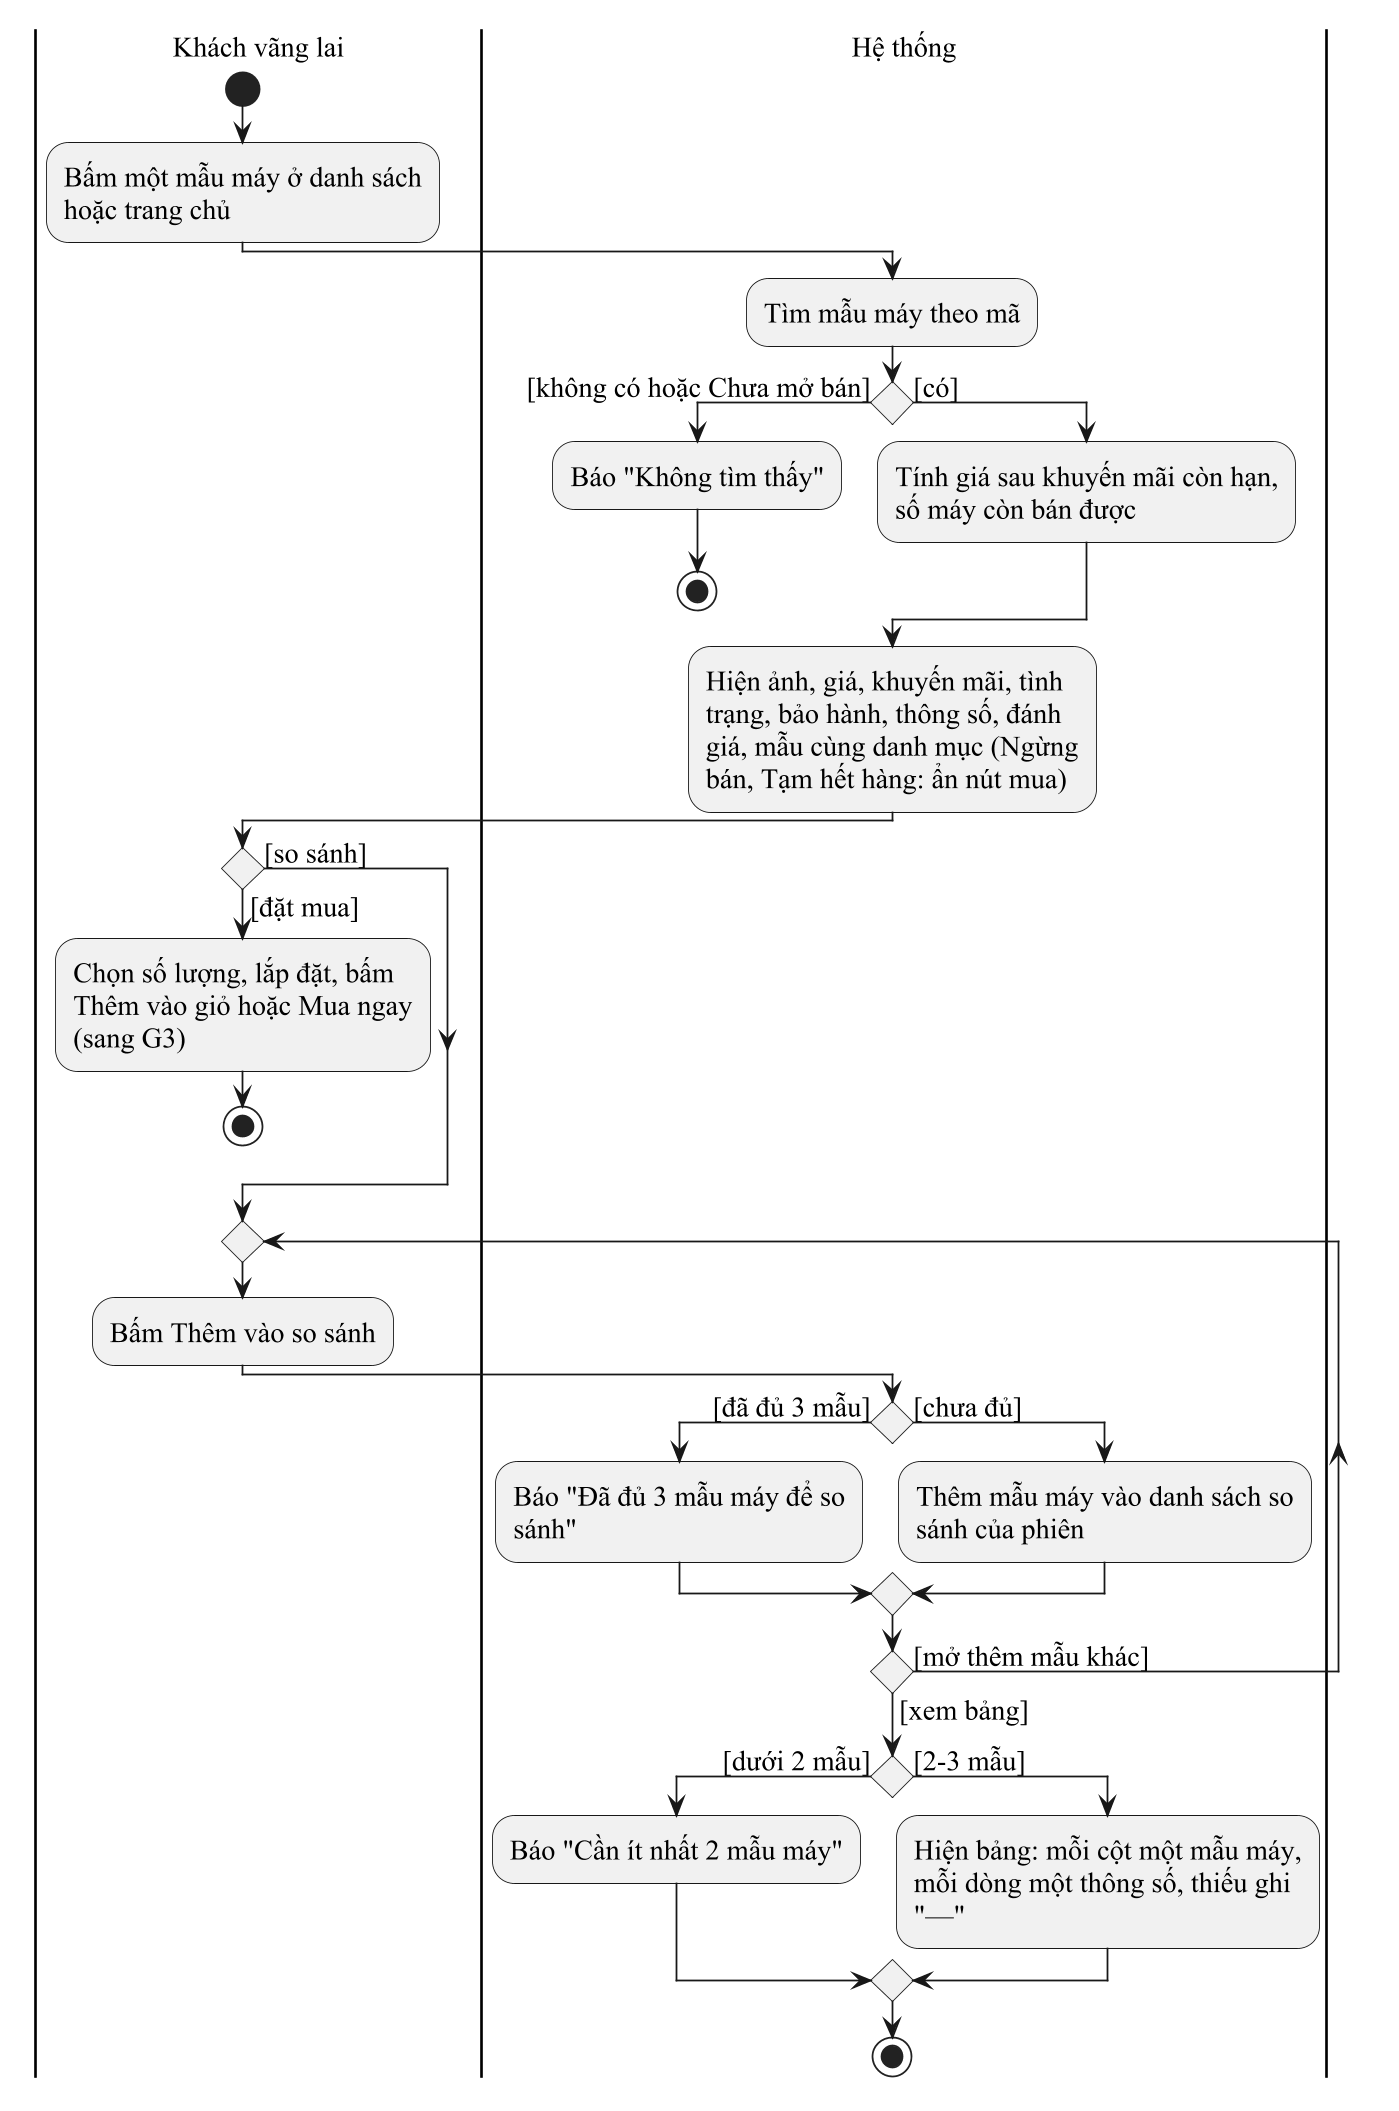 Khách vãng lai
Hệ thống
Bấm một mẫu máy ở danh sách
hoặc trang chủ
Tìm mẫu máy theo mã
[không có hoặc Chưa mở bán]
[có]
Báo "Không tìm thấy"
Tính giá sau khuyến mãi còn hạn,
số máy còn bán được
Hiện ảnh, giá, khuyến mãi, tình
trạng, bảo hành, thông số, đánh
giá, mẫu cùng danh mục (Ngừng
bán, Tạm hết hàng: ẩn nút mua)
[so sánh]
[đặt mua]
Chọn số lượng, lắp đặt, bấm
Thêm vào giỏ hoặc Mua ngay
(sang G3)
Bấm Thêm vào so sánh
[đã đủ 3 mẫu]
[chưa đủ]
Báo "Đã đủ 3 mẫu máy để so
sánh"
Thêm mẫu máy vào danh sách so
sánh của phiên
[mở thêm mẫu khác]
[xem bảng]
[dưới 2 mẫu]
[2-3 mẫu]
Báo "Cần ít nhất 2 mẫu máy"
Hiện bảng: mỗi cột một mẫu máy,
mỗi dòng một thông số, thiếu ghi
"—"